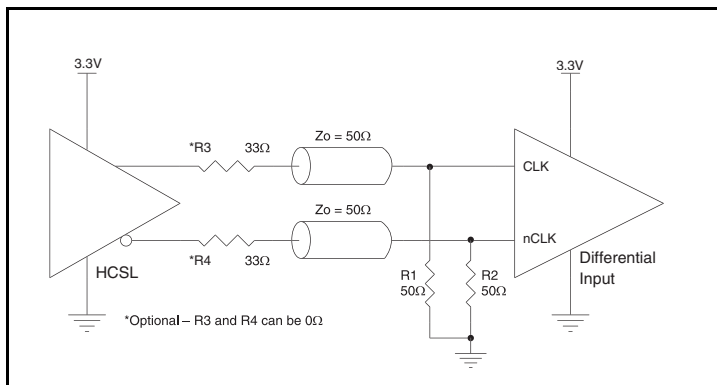 3.3V
3.3V
*R3
33Ω
Zo = 50Ω
CLK
Zo = 50Ω
nCLK
HCSL
*R4
33Ω
R1
50Ω
R2
50Ω
Differential
Input
*Optional – R3 and R4 can be 0Ω